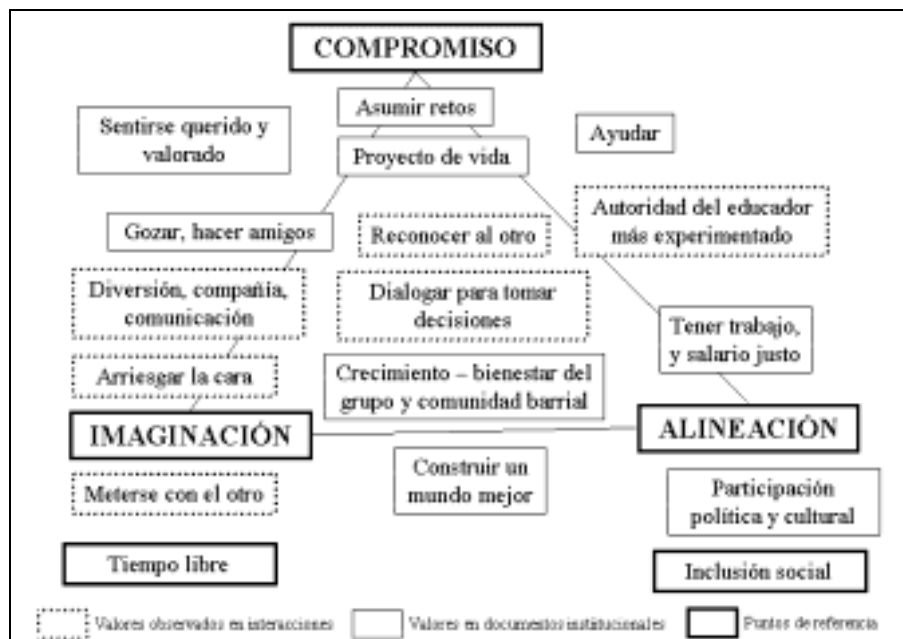 COMPROMISO
Asumir retos
Sentirse querido y
valorado
Ayudar
Proyecto de vida
Autoridad del educador
más experimentado
Gozar, hacer amigos
Reconocer al otro
Diversión, compañía,
comunicación
Dialogar para tomar
decisiones
Tener trabajo,
y salario justo
Arriesgar la cara
Crecimiento – bienestar del
grupo y comunidad barrial
IMAGINACIÓN
ALINEACIÓN
Construir un
mundo mejor
Meterse con el otro
Participación
política y cultural
Tiempo libre
Inclusión social
Valores observados en interacciones
Valores en documentos institucionales
Puntos de referencia